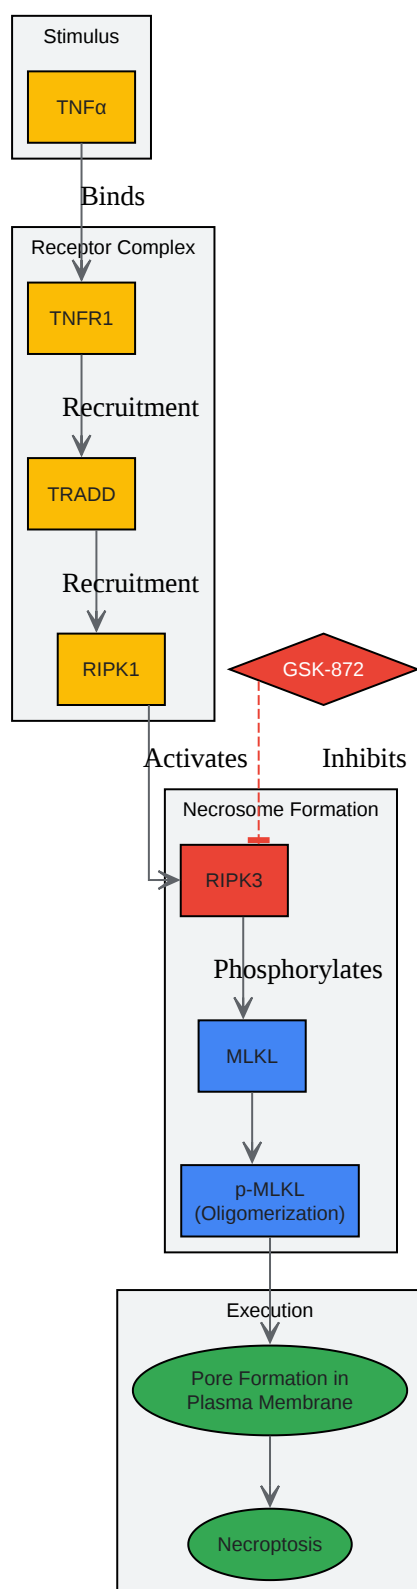 Stimulus
TNFα
Binds
Receptor Complex
TNFR1
Recruitment
TRADD
Recruitment
RIPK1
GSK-872
Activates
Inhibits
Necrosome Formation
RIPK3
Phosphorylates
MLKL
p-MLKL
(Oligomerization)
Execution
Pore Formation in
Plasma Membrane
Necroptosis